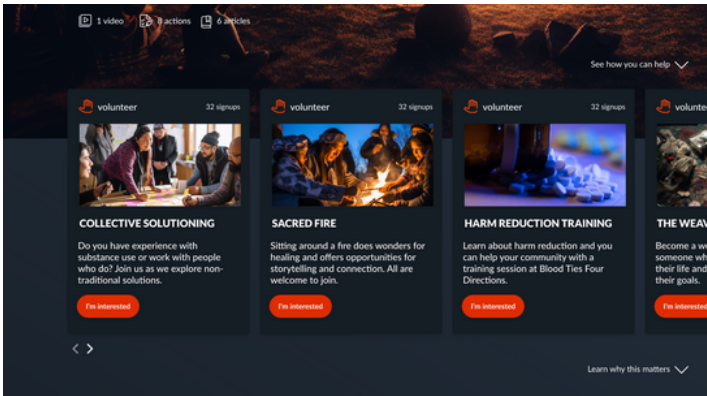 1 video 8 actions 6 articles
See how you can help
volunteer 32 signups
COLLECTIVE SOLUTIONING
Do you have experience with
substance use or work with people
who do? Join us as we explore non-
traditional solutions.
I'm interested
volunteer 32 signups
SACRED FIRE
Sitting around a fire does wonders for
healing and offers opportunities for
storytelling and connection. All are
welcome to join.
I'm interested
volunteer 32 signups
HARM REDUCTION TRAINING
Learn about harm reduction and you
can help your community with a
training session at Blood Ties Four
Directions.
I'm interested
volunte
THE WEAV
Become a we
someone wh
their life and
their goals.
I'm interested
Learn why this matters